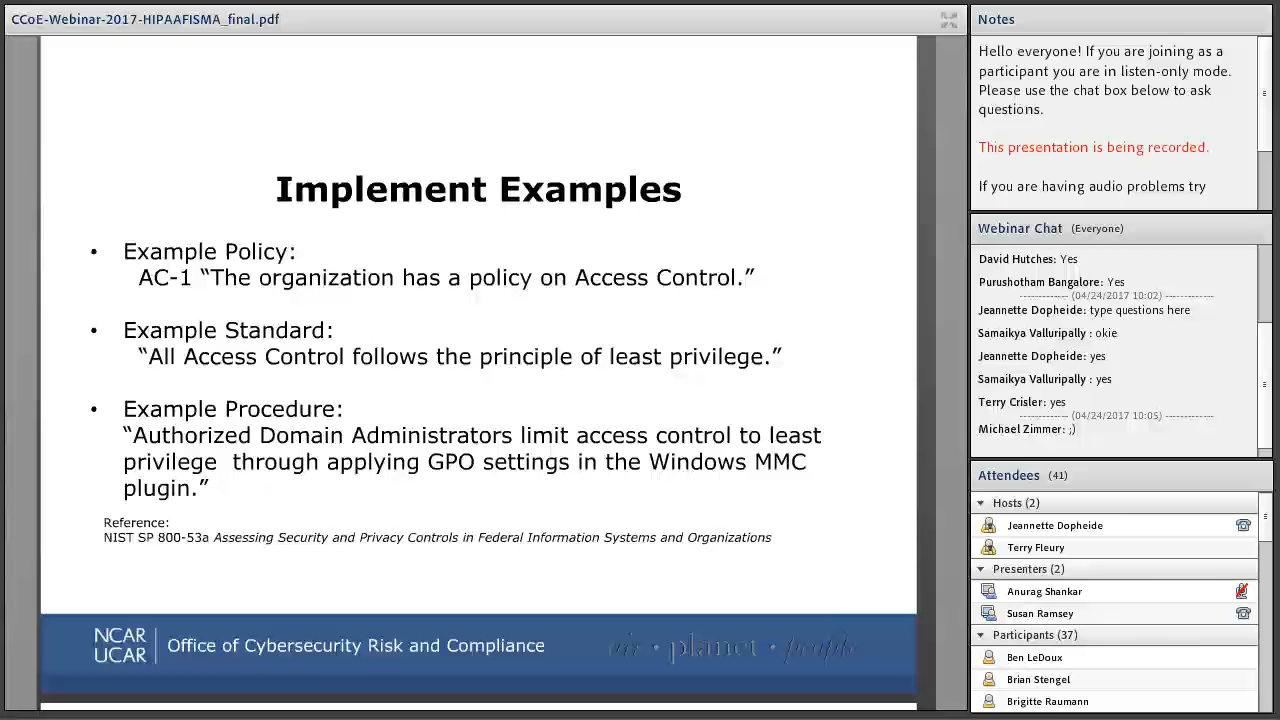 CCoE-Webinar-2017-HIPAAFISMA_final.pdf
Implement Examples
• Example Policy:
AC-1 “The organization has a policy on Access Control.”
• Example Standard:
“All Access Control follows the principle of least privilege.”
• Example Procedure:
“Authorized Domain Administrators limit access control to least
privilege through applying GPO settings in the Windows MMC
plugin.”
Reference:
NIST SP 800-53a Assessing Security and Privacy Controls in Federal Information Systems and Organizations
NCAR
UCAR
Office of Cybersecurity Risk and Compliance
air • planet • people
Notes
Hello everyone! If you are joining as a
participant you are in listen-only mode.
Please use the chat box below to ask
questions.
This presentation is being recorded.
If you are having audio problems try
Webinar Chat (Everyone)
David Hutches: Yes
Purushotham Bangalore: Yes
------------- (04/24/2017 10:02) -------------
Jeannette Dopheide: type questions here
Samaikya Valluripally : okie
Jeannette Dopheide: yes
Samaikya Valluripally : yes
Terry Crisler: yes
------------- (04/24/2017 10:05) -------------
Michael Zimmer: ;)
Attendees (41)
Hosts (2)
Jeannette Dopheide
Terry Fleury
Presenters (2)
Anurag Shankar
Susan Ramsey
Participants (37)
Ben LeDoux
Brian Stengel
Brigitte Raumann